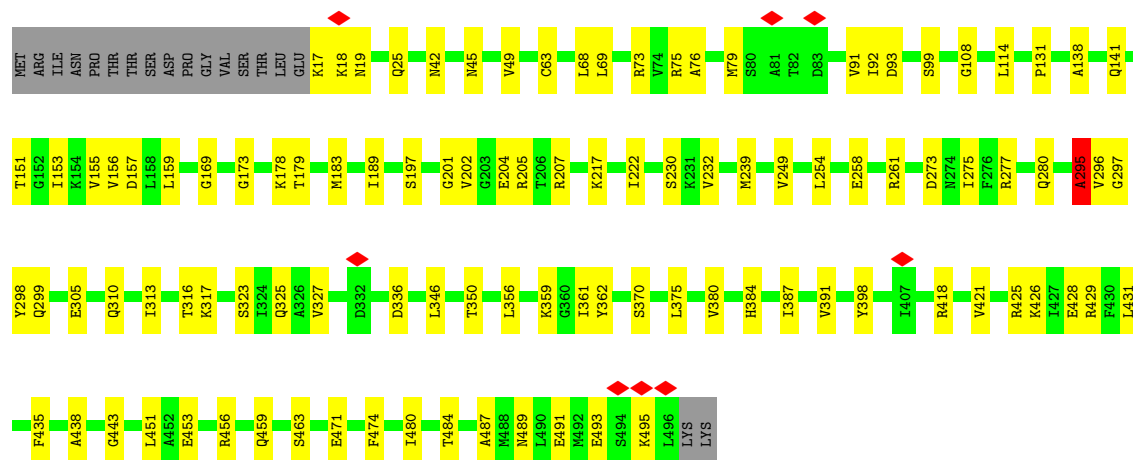 MET ARG ILE ASN PRO THR THR SER ASP PRO GLY VAL SER THR LEU GLU K17 K18 N19 Q25 N42 N45 V49 C63 L68 L69 R73 V74 R75 A76 M79 S80 A81 T82 D83 V91 I92 D93 S99 G108 L114 P131 A138 Q141
T151 G152 I153 K154 V155 V156 D157 L158 L159 G169 G173 K178 T179 M183 I189 S197 G201 V202 G203 E204 R205 T206 R207 K217 I222 S230 K231 V232 M239 V249 L254 E258 R261 D273 N274 I275 F276 R277 Q280 A295 V296 G297
Y298 Q299 E305 Q310 I313 T316 K317 S323 I324 Q325 A326 V327 D332 D336 L346 T350 L356 K359 G360 I361 Y362 S370 L375 V380 H384 I387 V391 Y398 I407 R418 V421 R425 K426 I427 E428 R429 F430 L431
F435 A438 G443 L451 A452 E453 R456 Q459 S463 E471 F474 I480 T484 A487 M488 N489 L490 E491 M492 E493 S494 K495 L496 LYS LYS